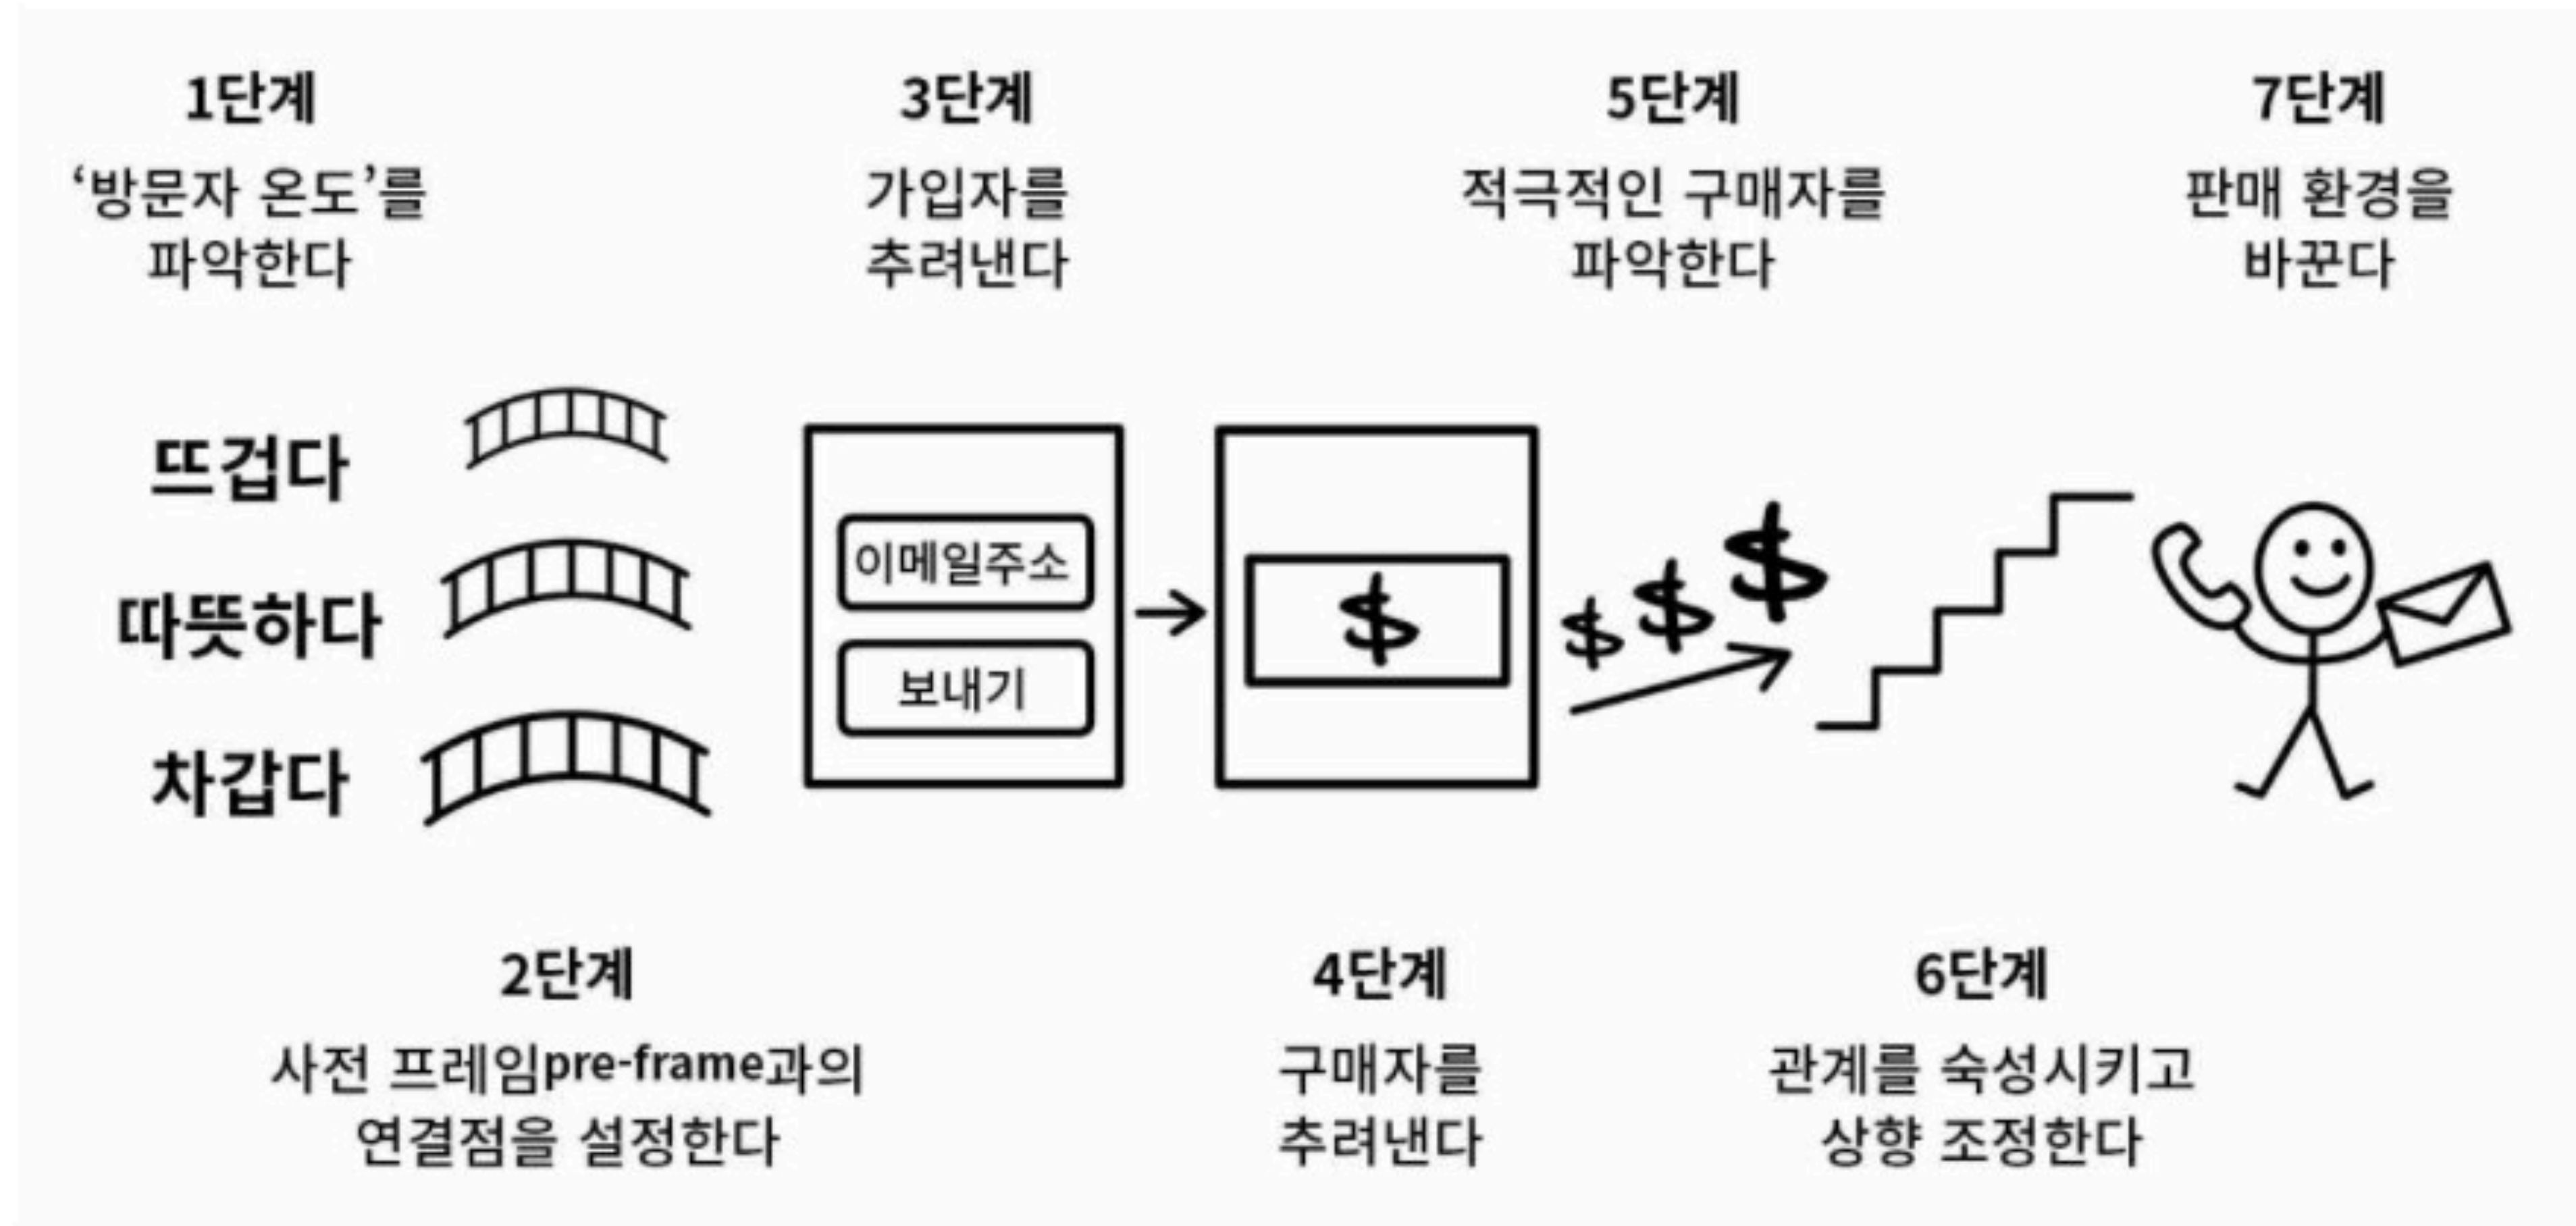 1단계
‘방문자 온도’를
파악한다
3단계
가입자를
추려낸다
5단계
적극적인 구매자를
파악한다
7단계
판매 환경을
바꾼다
뜨겁다
따뜻하다
차갑다
이메일주소
보내기
$
$ $ $
2단계
사전 프레임pre-frame과의
연결점을 설정한다
4단계
구매자를
추려낸다
6단계
관계를 숙성시키고
상향 조정한다